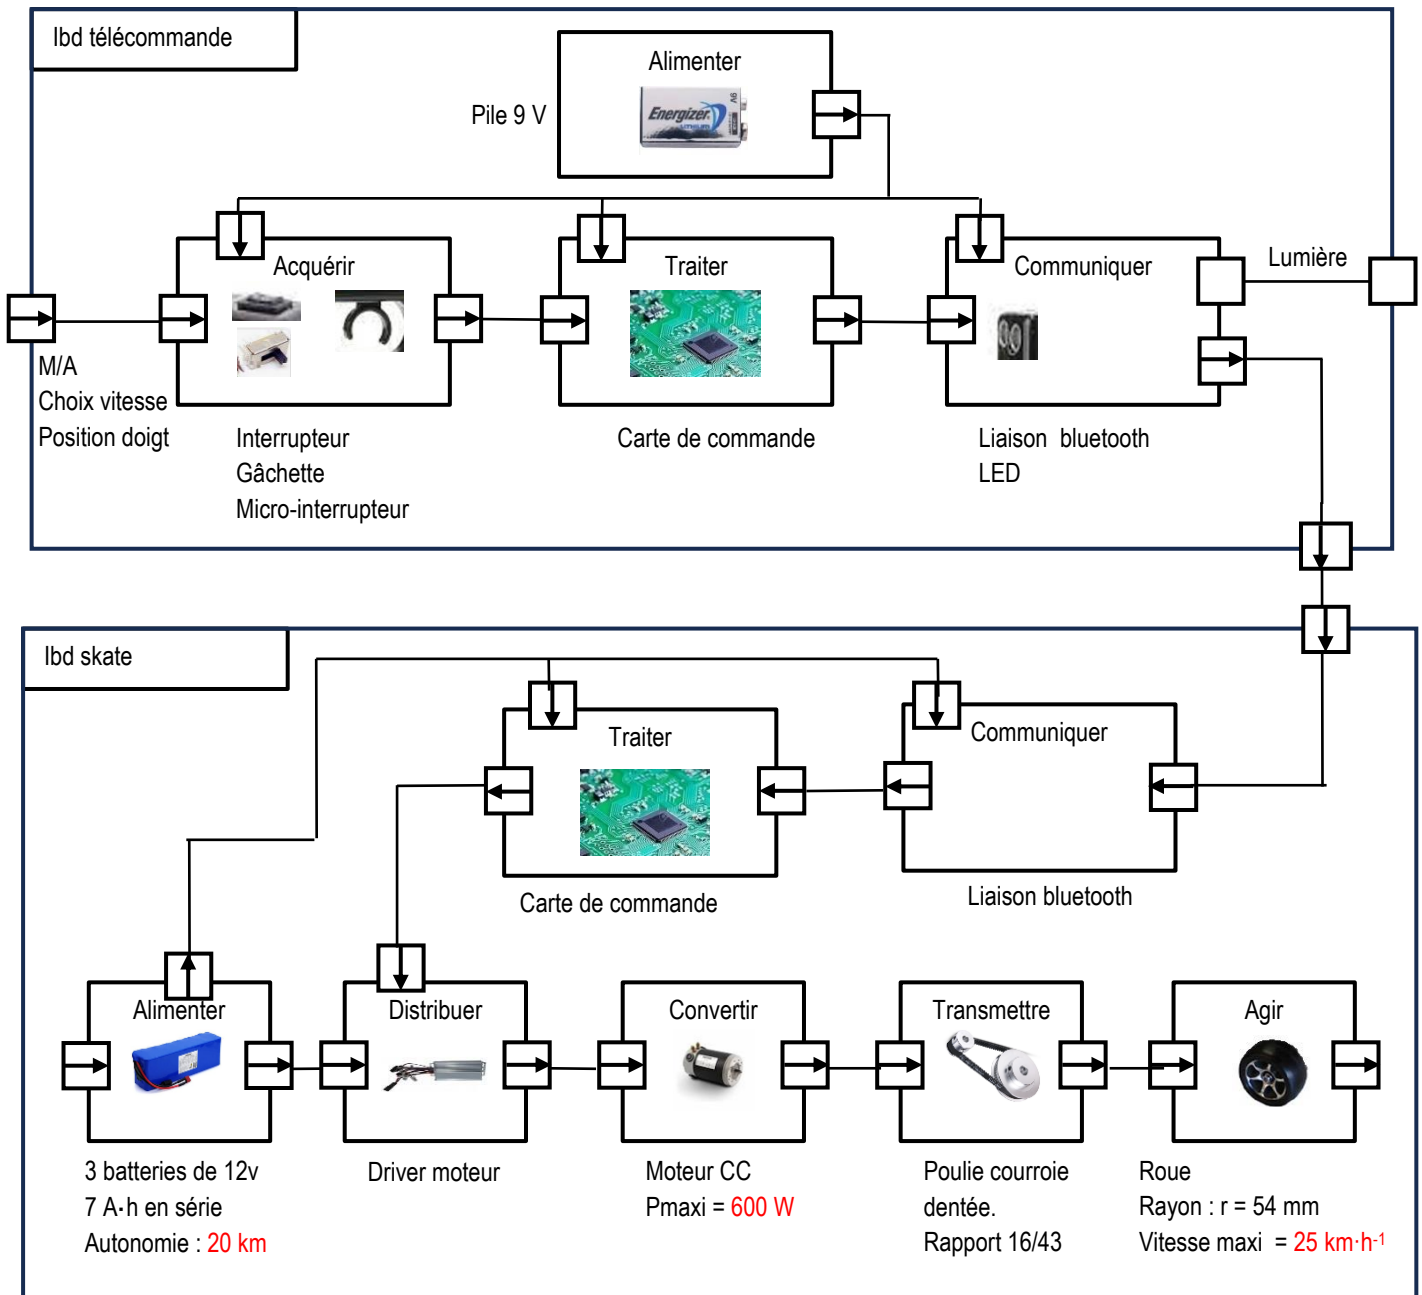 Ibd télécommande
Alimenter
Pile 9 V
Energizer
LITHIUM
9V
Acquérir
Traiter
Communiquer
Lumière
M/A
Choix vitesse
Position doigt
Interrupteur
Gâchette
Micro-interrupteur
Carte de commande
Liaison bluetooth
LED
Ibd skate
Traiter
Communiquer
Carte de commande
Liaison bluetooth
Alimenter
Distribuer
Convertir
Transmettre
Agir
3 batteries de 12v
7 A·h en série
Autonomie : 20 km
Driver moteur
Moteur CC
Pmaxi = 600 W
Poulie courroie
dentée.
Rapport 16/43
Roue
Rayon : r = 54 mm
Vitesse maxi = 25 km·h-1